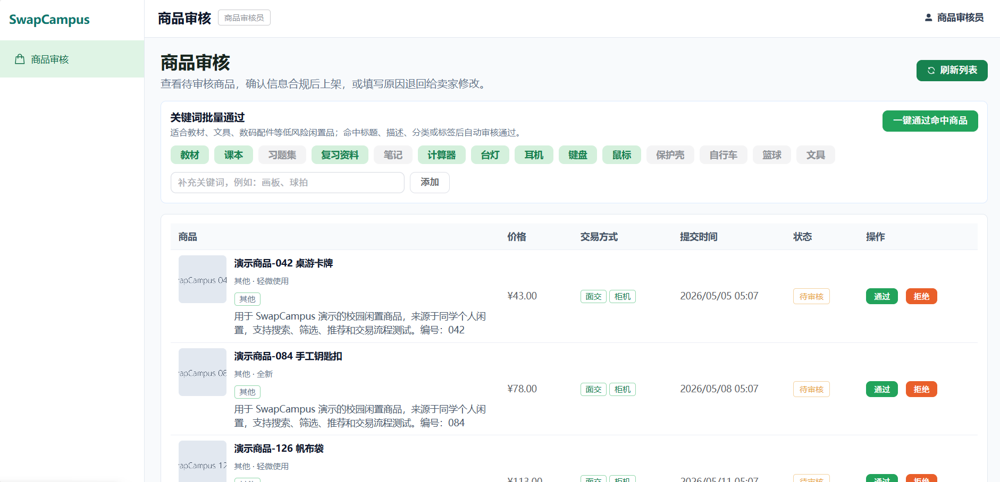 SwapCampus
商品审核
商品审核 商品审核员
商品审核员
商品审核
查看待审核商品，确认信息合规后上架，或填写原因退回给卖家修改。
刷新列表
关键词批量通过
适合教材、文具、数码配件等低风险闲置品；命中标题、描述、分类或标签后自动审核通过。
一键通过命中商品
教材 课本 习题集 复习资料 笔记 计算器 台灯 耳机 键盘 鼠标 保护壳 自行车 篮球 文具
补充关键词，例如：画板、球拍 添加
商品 价格 交易方式 提交时间 状态 操作
apCampus 04
演示商品-042 桌游卡牌
其他 · 轻微使用
其他
用于 SwapCampus 演示的校园闲置商品，来源于同学个人闲
置，支持搜索、筛选、推荐和交易流程测试。编号：042
¥43.00 面交 柜机 2026/05/05 05:07 待审核 通过 拒绝
apCampus 08
演示商品-084 手工钥匙扣
其他 · 全新
其他
用于 SwapCampus 演示的校园闲置商品，来源于同学个人闲
置，支持搜索、筛选、推荐和交易流程测试。编号：084
¥78.00 面交 柜机 2026/05/08 05:07 待审核 通过 拒绝
apCampus 12
演示商品-126 帆布袋
其他 · 轻微使用
¥113.00 面交 柜机 2026/05/11 05:07 待审核 通过 拒绝